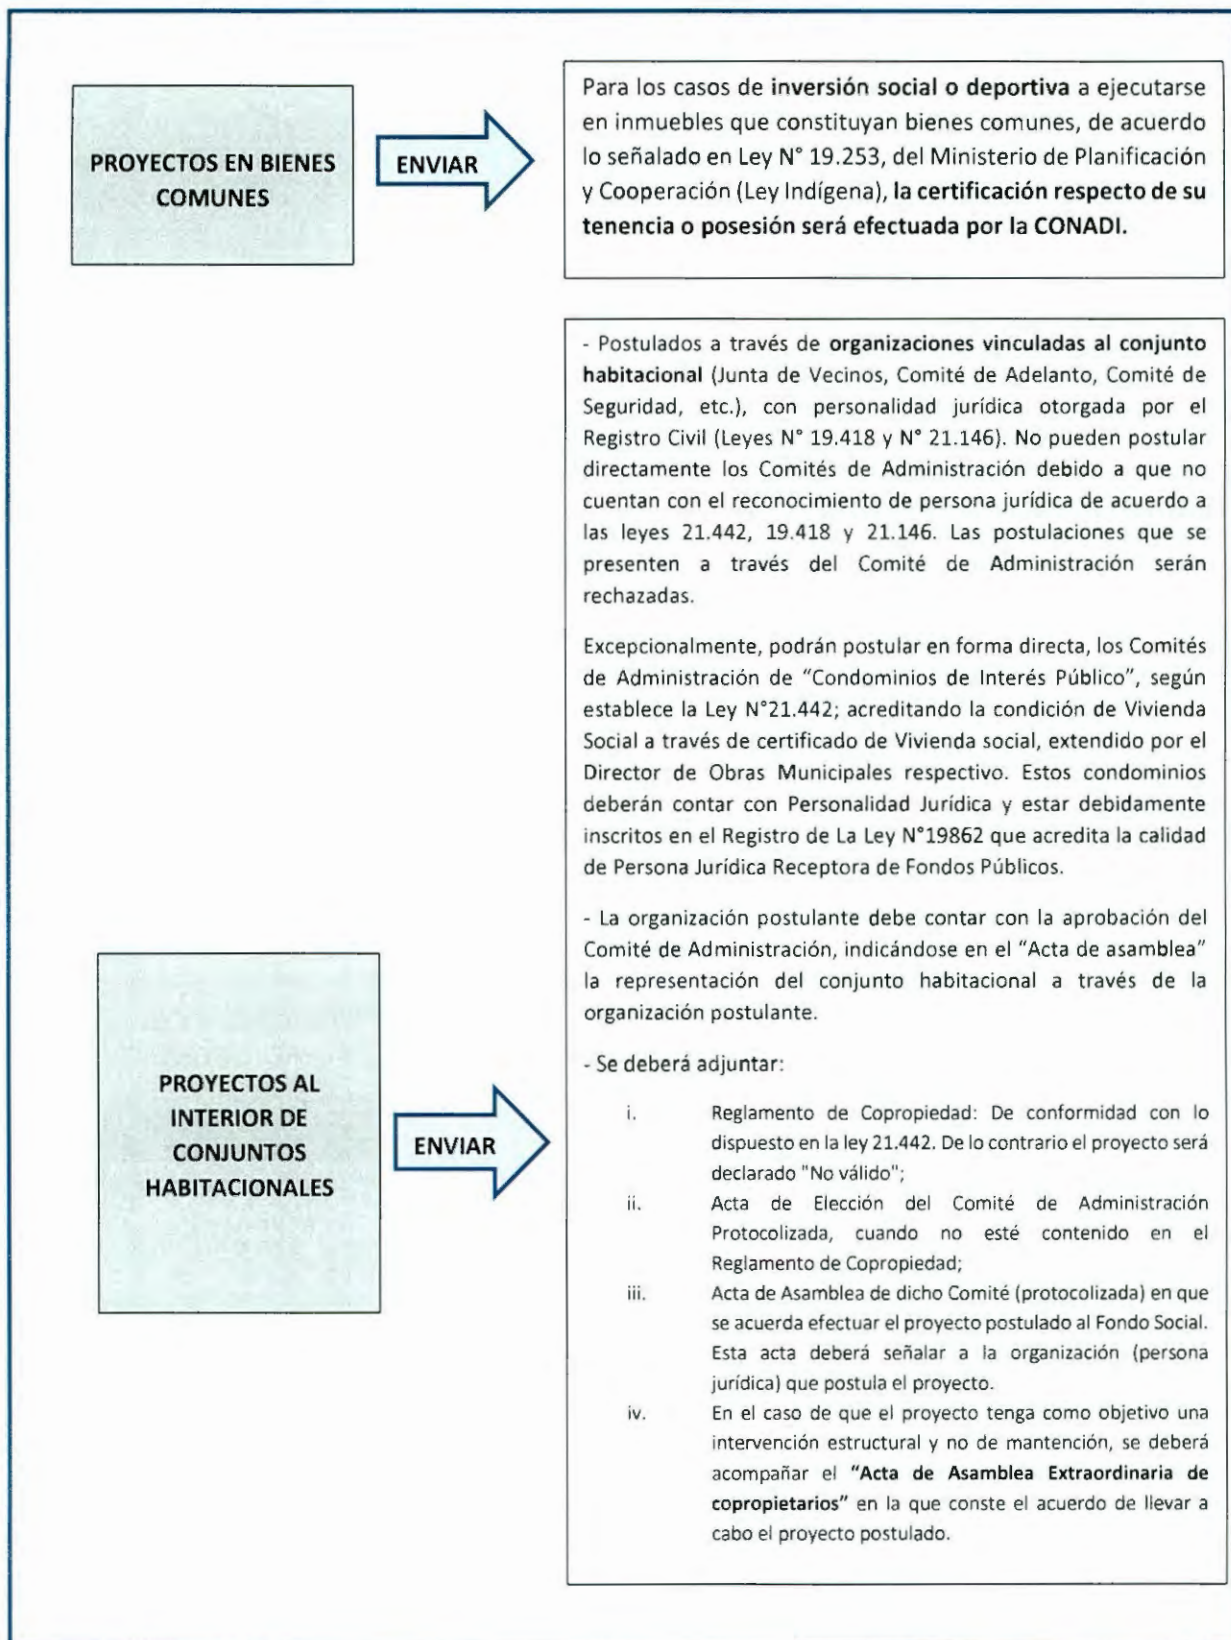 PROYECTOS EN BIENES
COMUNES
ENVIAR
Para los casos de inversión social o deportiva a ejecutarse
en inmuebles que constituyan bienes comunes, de acuerdo
lo señalado en Ley N° 19.253, del Ministerio de Planificación
y Cooperación (Ley Indígena), la certificación respecto de su
tenencia o posesión será efectuada por la CONADI.
PROYECTOS AL
INTERIOR DE
CONJUNTOS
HABITACIONALES
ENVIAR
- Postulados a través de organizaciones vinculadas al conjunto
habitacional (Junta de Vecinos, Comité de Adelanto, Comité de
Seguridad, etc.), con personalidad jurídica otorgada por el
Registro Civil (Leyes N° 19.418 y N° 21.146). No pueden postular
directamente los Comités de Administración debido a que no
cuentan con el reconocimiento de persona jurídica de acuerdo a
las leyes 21.442, 19.418 y 21.146. Las postulaciones que se
presenten a través del Comité de Administración serán
rechazadas.
Excepcionalmente, podrán postular en forma directa, los Comités
de Administración de "Condominios de Interés Público", según
establece la Ley N°21.442; acreditando la condición de Vivienda
Social a través de certificado de Vivienda social, extendido por el
Director de Obras Municipales respectivo. Estos condominios
deberán contar con Personalidad Jurídica y estar debidamente
inscritos en el Registro de La Ley N°19862 que acredita la calidad
de Persona Jurídica Receptora de Fondos Públicos.
- La organización postulante debe contar con la aprobación del
Comité de Administración, indicándose en el "Acta de asamblea"
la representación del conjunto habitacional a través de la
organización postulante.
- Se deberá adjuntar:
i. Reglamento de Copropiedad: De conformidad con lo
dispuesto en la ley 21.442. De lo contrario el proyecto será
declarado "No válido";
ii. Acta de Elección del Comité de Administración
Protocolizada, cuando no esté contenido en el
Reglamento de Copropiedad;
iii. Acta de Asamblea de dicho Comité (protocolizada) en que
se acuerda efectuar el proyecto postulado al Fondo Social.
Esta acta deberá señalar a la organización (persona
jurídica) que postula el proyecto.
iv. En el caso de que el proyecto tenga como objetivo una
intervención estructural y no de mantención, se deberá
acompañar el "Acta de Asamblea Extraordinaria de
copropietarios" en la que conste el acuerdo de llevar a
cabo el proyecto postulado.